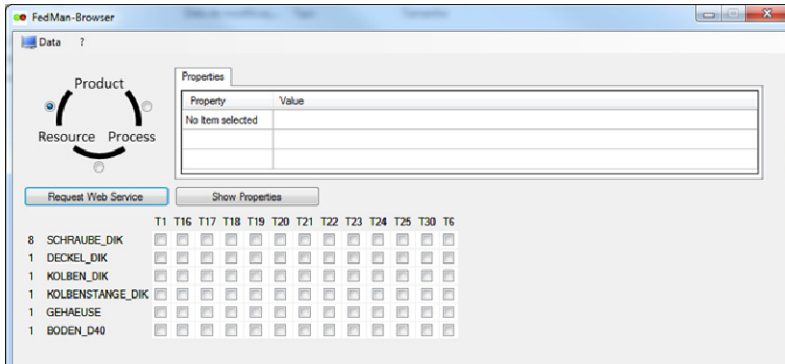 FedMan-Browser
Data ?
Product
Resource Process
Properties
Property Value
No Item selected
Request Web Service Show Properties
T1 T16 T17 T18 T19 T20 T21 T22 T23 T24 T25 T30 T6
8 SCHRAUBE_DIK
1 DECKEL_DIK
1 KOLBEN_DIK
1 KOLBENSTANGE_DIK
1 GEHAEUSE
1 BODEN_D40